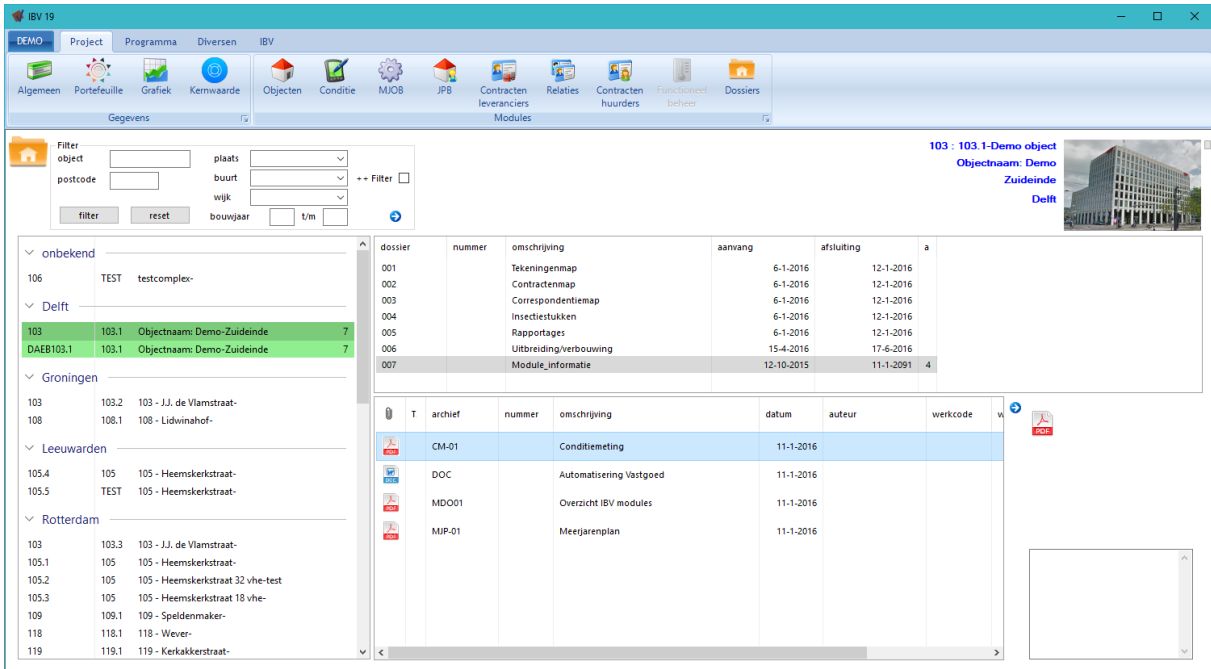 IBV 19
DEMO Project Programma Diversen IBV
Algemeen Portefeuille Grafiek Kernwaarde Objecten Conditie MJOB JPB Contracten leveranciers Relaties Contracten huurders Functioneel beheer Dossiers
Gegevens Modules
Filter
object plaats
postcode buurt ++ Filter
wijk
filter reset bouwjaar t/m
103 : 103.1-Demo object
Objectnaam: Demo
Zuideinde
Delft
onbekend
106 TEST testcomplex-
Delft
103 103.1 Objectnaam: Demo-Zuideinde 7
DAEB103.1 103.1 Objectnaam: Demo-Zuideinde 7
Groningen
103 103.2 103 - J.J. de Vlamstraat-
108 108.1 108 - Lidwinahof-
Leeuwarden
105.4 105 105 - Heemskerkstraat-
105.5 TEST 105 - Heemskerkstraat-
Rotterdam
103 103.3 103 - J.J. de Vlamstraat-
105.1 105 105 - Heemskerkstraat-
105.2 105 105 - Heemskerkstraat 32 vhe-test
105.3 105 105 - Heemskerkstraat 18 vhe-
109 109.1 109 - Speldenmaker-
118 118.1 118 - Wever-
119 119.1 119 - Kerkakkerstraat-
dossier nummer omschrijving aanvang afsluiting a
001 Tekeningenmap 6-1-2016 12-1-2016
002 Contractenmap 6-1-2016 12-1-2016
003 Correspondentiemap 6-1-2016 12-1-2016
004 Insectiestukken 6-1-2016 12-1-2016
005 Rapportages 6-1-2016 12-1-2016
006 Uitbreiding/verbouwing 15-4-2016 17-6-2016
007 Module_informatie 12-10-2015 11-1-2091 4
T archief nummer omschrijving datum auteur werkcode w
PDF CM-01 Conditiemeting 11-1-2016
DOC DOC Automatisering Vastgoed 11-1-2016
PDF MDO01 Overzicht IBV modules 11-1-2016
PDF MJP-01 Meerjarenplan 11-1-2016
PDF